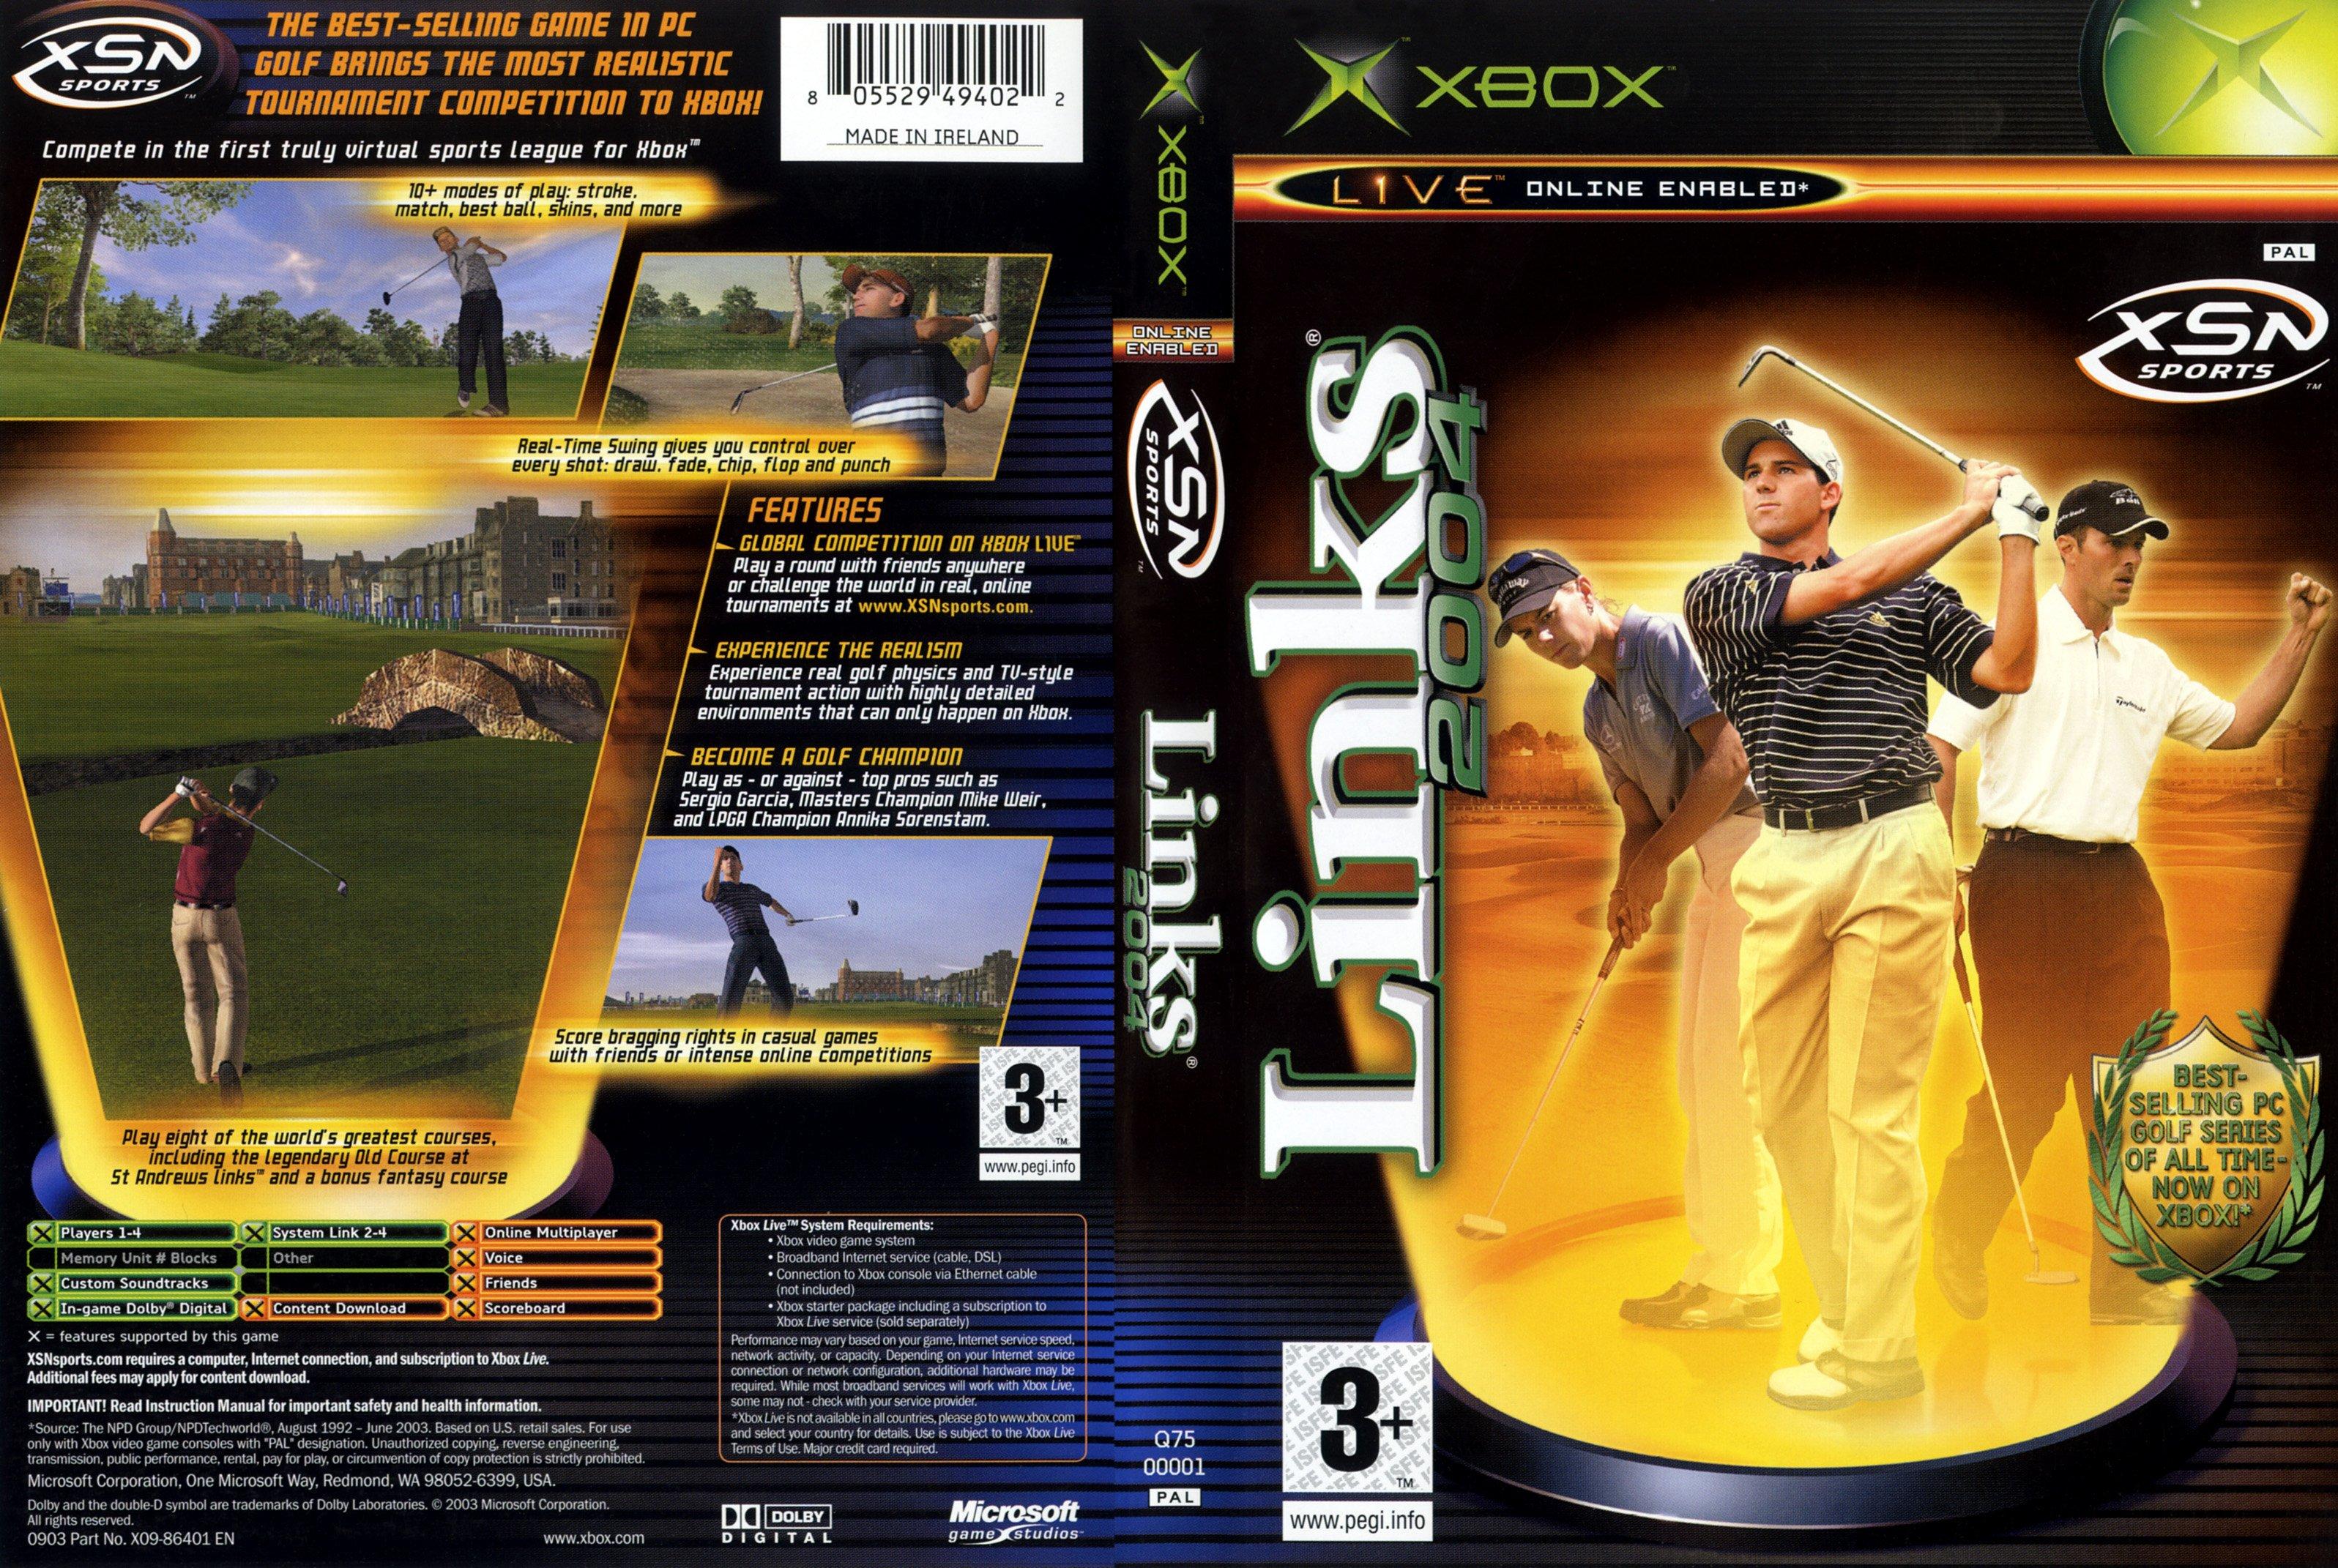 XSN
SPORTS
™
THE BEST-SELLING GAME IN PC
GOLF BRINGS THE MOST REALISTIC
TOURNAMENT COMPETITION TO XBOX!
8 05529 49402 2
MADE IN IRELAND
Compete in the first truly virtual sports league for Xbox™
10+ modes of play: stroke,
match, best ball, skins, and more
Real-Time Swing gives you control over
every shot: draw, fade, chip, flop and punch
FEATURES
GLOBAL COMPETITION ON XBOX LIVE™
Play a round with friends anywhere
or challenge the world in real, online
tournaments at www.XSNsports.com.
EXPERIENCE THE REALISM
Experience real golf physics and TV-style
tournament action with highly detailed
environments that can only happen on Xbox.
BECOME A GOLF CHAMPION
Play as - or against - top pros such as
Sergio Garcia, Masters Champion Mike Weir,
and LPGA Champion Annika Sorenstam.
Score bragging rights in casual games
with friends or intense online competitions
Play eight of the world's greatest courses,
including the legendary Old Course at
St Andrews links™ and a bonus fantasy course
3+
™
www.pegi.info
Players 1-4
System Link 2-4
Online Multiplayer
Memory Unit # Blocks
Other
Voice
Custom Soundtracks
Friends
In-game Dolby® Digital
Content Download
Scoreboard
X = features supported by this game
XSNsports.com requires a computer, Internet connection, and subscription to Xbox Live.
Additional fees may apply for content download.
IMPORTANT! Read Instruction Manual for important safety and health information.
*Source: The NPD Group/NPDTechworld®, August 1992 – June 2003. Based on U.S. retail sales. For use
only with Xbox video game consoles with "PAL" designation. Unauthorized copying, reverse engineering,
transmission, public performance, rental, pay for play, or circumvention of copy protection is strictly prohibited.
Microsoft Corporation, One Microsoft Way, Redmond, WA 98052-6399, USA.
Dolby and the double-D symbol are trademarks of Dolby Laboratories. © 2003 Microsoft Corporation.
All rights reserved.
0903 Part No. X09-86401 EN
www.xbox.com
Xbox Live™ System Requirements:
• Xbox video game system
• Broadband Internet service (cable, DSL)
• Connection to Xbox console via Ethernet cable
(not included)
• Xbox starter package including a subscription to
Xbox Live service (sold separately)
Performance may vary based on your game, Internet service speed,
network activity, or capacity. Depending on your Internet service
connection or network configuration, additional hardware may be
required. While most broadband services will work with Xbox Live,
some may not - check with your service provider.
*Xbox Live is not available in all countries, please go to www.xbox.com
and select your country for details. Use is subject to the Xbox Live
Terms of Use. Major credit card required.
DOLBY
DIGITAL
Microsoft
game studios™
XBOX™
ONLINE
ENABLED
XSN
SPORTS
™
Links
2004
®
Q75
00001
PAL
XBOX™
LIVE™ ONLINE ENABLED*
PAL
XSN
SPORTS
™
Links®
2004
adidas
TaylorMade
BEST-
SELLING PC
GOLF SERIES
OF ALL TIME-
NOW ON
XBOX!*
3+
™
www.pegi.info